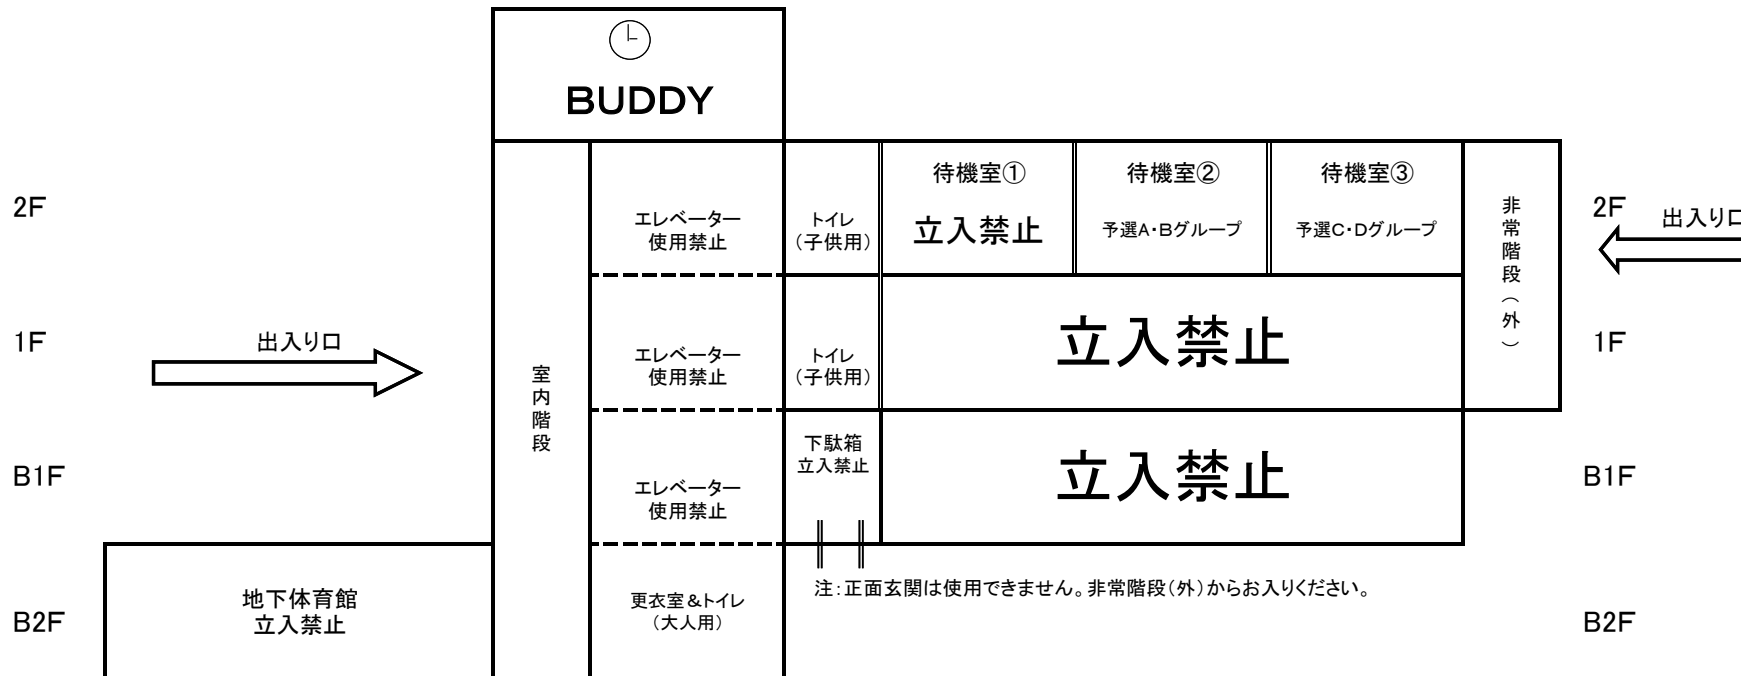 BUDDY
2F
エレベーター
使用禁止
トイレ
(子供用)
待機室①
立入禁止
待機室②
予選A・Bグループ
待機室③
予選C・Dグループ
非常階段(外)
2F
出入り口
1F
出入り口
室内階段
エレベーター
使用禁止
トイレ
(子供用)
立入禁止
1F
B1F
エレベーター
使用禁止
下駄箱
立入禁止
立入禁止
B1F
B2F
地下体育館
立入禁止
更衣室&トイレ
(大人用)
注:正面玄関は使用できません。非常階段(外)からお入りください。
B2F